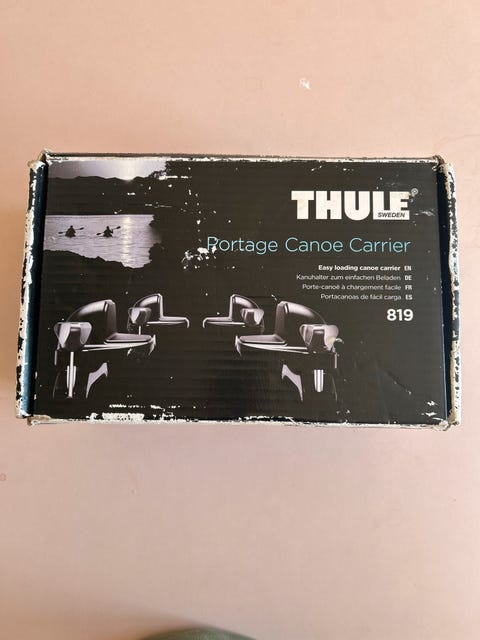 THULE®
SWEDEN
Portage Canoe Carrier
Easy loading canoe carrier EN
Kanuhalter zum einfachen Beladen DE
Porte-canoë à chargement facile FR
Portacanoas de fácil carga ES
819